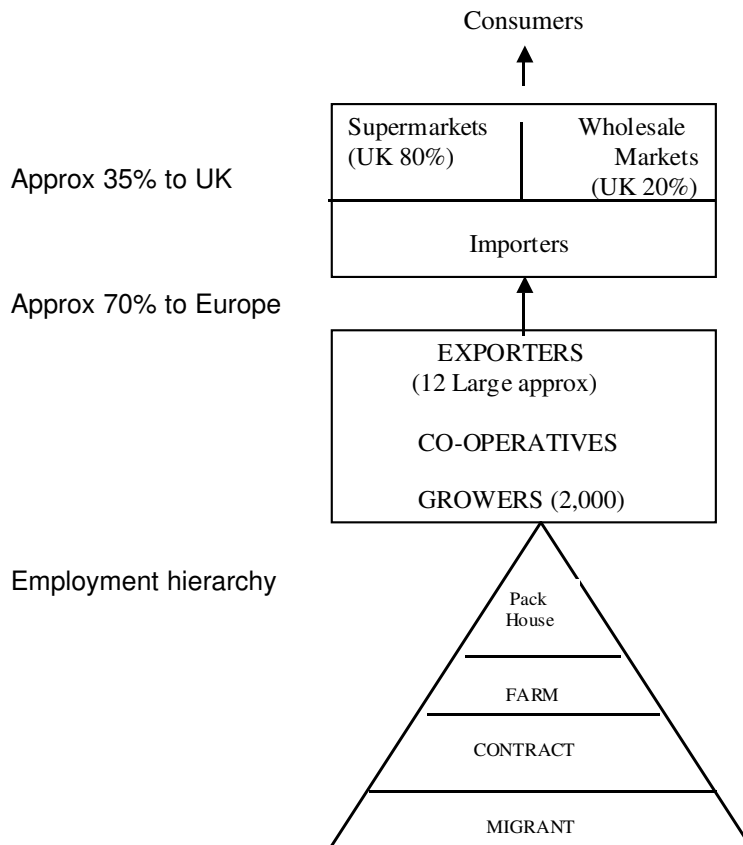 Consumers
Supermarkets
(UK 80%)
Wholesale
Markets
(UK 20%)
Approx 35% to UK
Importers
Approx 70% to Europe
EXPORTERS
(12 Large approx)
CO-OPERATIVES
GROWERS (2,000)
Employment hierarchy
Pack
House
FARM
CONTRACT
MIGRANT